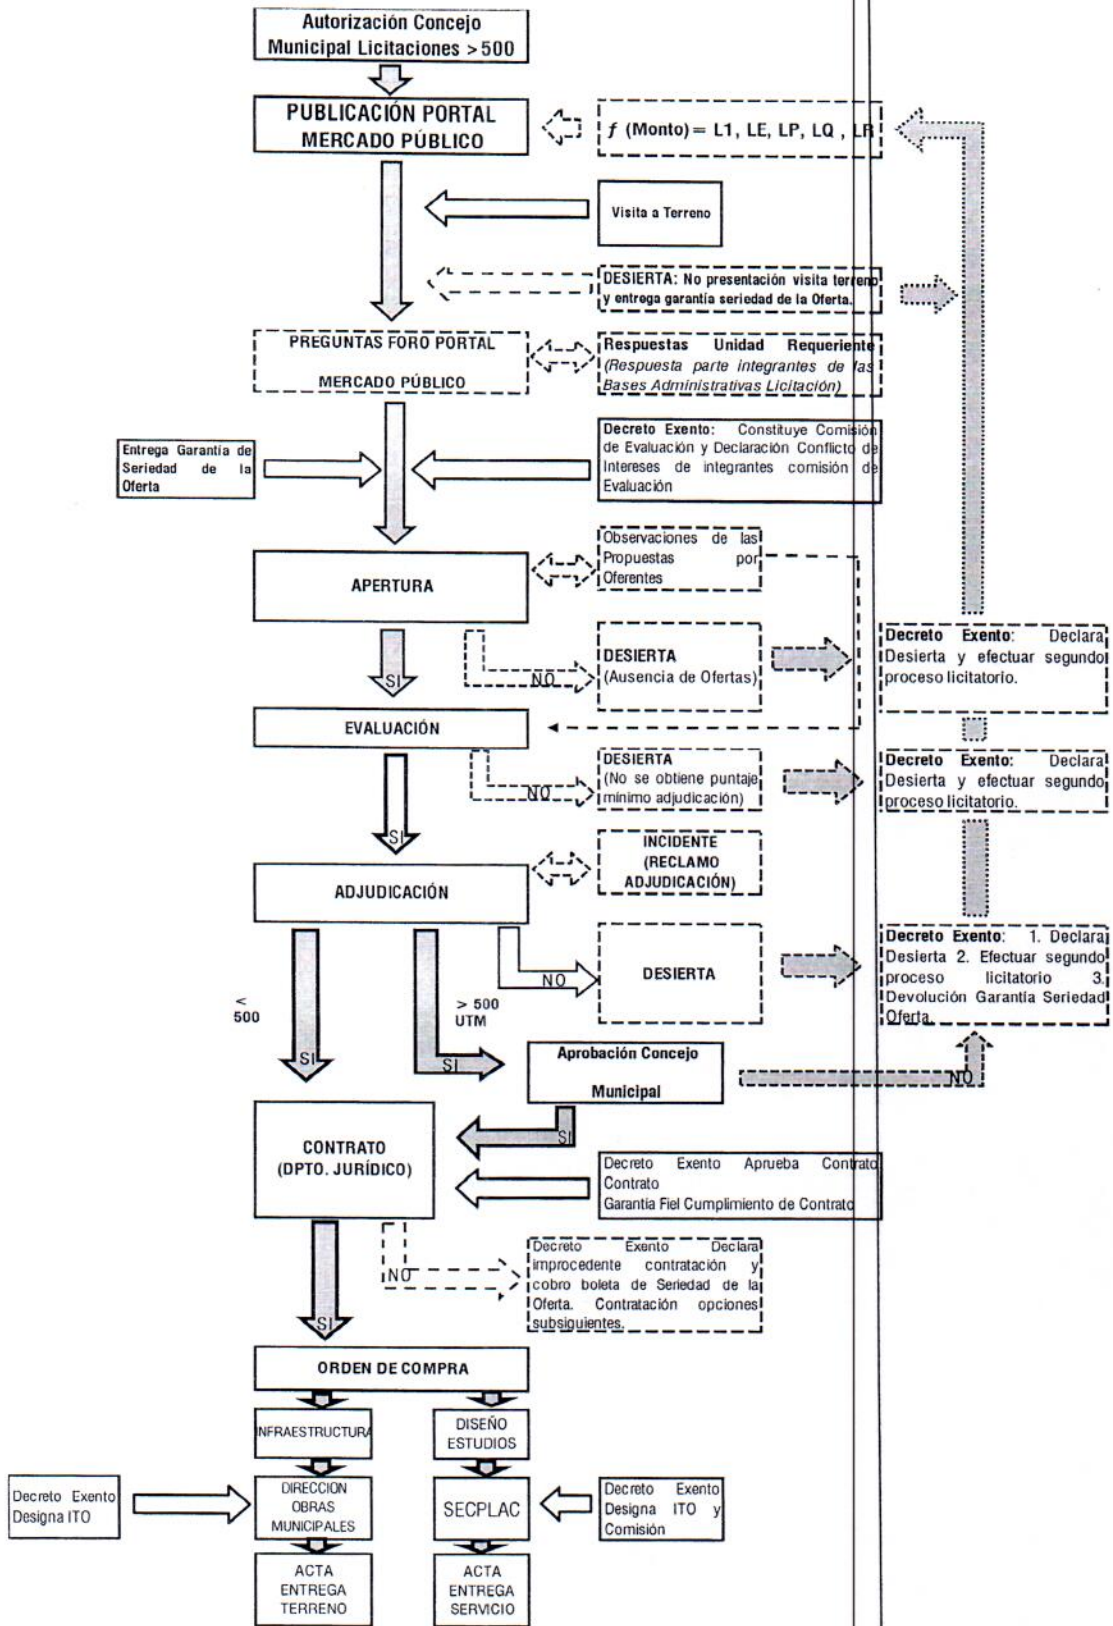 Autorización Concejo
Municipal Licitaciones > 500
PUBLICACIÓN PORTAL
MERCADO PÚBLICO
f (Monto) = L1, LE, LP, LQ , LR
Visita a Terreno
DESIERTA: No presentación visita terreno
y entrega garantía seriedad de la Oferta.
PREGUNTAS FORO PORTAL
MERCADO PÚBLICO
Respuestas Unidad Requeriente
(Respuesta parte integrantes de las
Bases Administrativas Licitación)
Entrega Garantía de
Seriedad de la
Oferta
Decreto Exento: Constituye Comisión
de Evaluación y Declaración Conflicto de
Intereses de integrantes comisión de
Evaluación
APERTURA
Observaciones de las
Propuestas por
Oferentes
SI
NO
DESIERTA
(Ausencia de Ofertas)
Decreto Exento: Declara
Desierta y efectuar segundo
proceso licitatorio.
EVALUACIÓN
SI
NO
DESIERTA
(No se obtiene puntaje
mínimo adjudicación)
Decreto Exento: Declara
Desierta y efectuar segundo
proceso licitatorio.
ADJUDICACIÓN
INCIDENTE
(RECLAMO
ADJUDICACIÓN)
NO
DESIERTA
Decreto Exento: 1. Declara
Desierta 2. Efectuar segundo
proceso licitatorio 3.
Devolución Garantía Seriedad
Oferta.
<
500
SI
> 500
UTM
SI
Aprobación Concejo
Municipal
NO
SI
CONTRATO
(DPTO. JURÍDICO)
Decreto Exento Aprueba Contrato
Contrato
Garantía Fiel Cumplimiento de Contrato
NO
Decreto Exento Declara
improcedente contratación y
cobro boleta de Seriedad de la
Oferta. Contratación opciones
subsiguientes.
SI
ORDEN DE COMPRA
INFRAESTRUCTURA
DISEÑO
ESTUDIOS
Decreto Exento
Designa ITO
DIRECCION
OBRAS
MUNICIPALES
SECPLAC
Decreto Exento
Designa ITO y
Comisión
ACTA
ENTREGA
TERRENO
ACTA
ENTREGA
SERVICIO